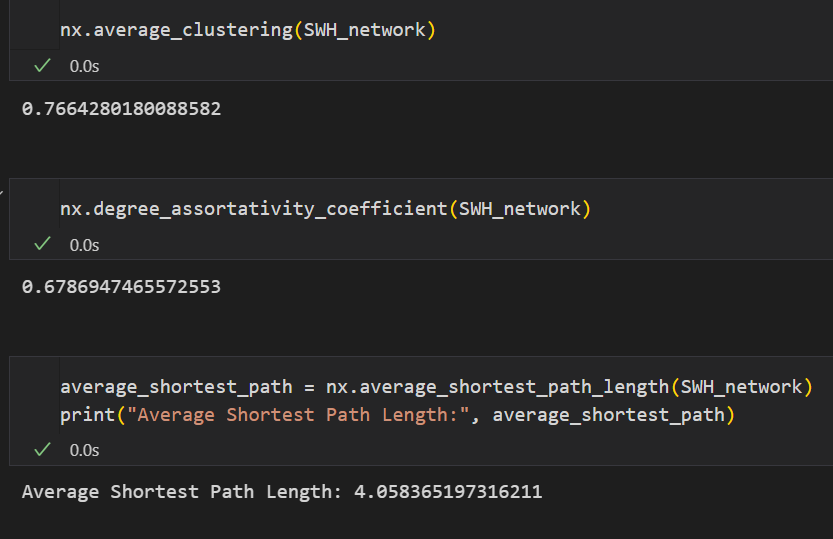 nx.average_clustering(SWH_network)
0.0s
0.7664280180088582
nx.degree_assortativity_coefficient(SWH_network)
0.0s
0.6786947465572553
average_shortest_path = nx.average_shortest_path_length(SWH_network)
print("Average Shortest Path Length:", average_shortest_path)
0.0s
Average Shortest Path Length: 4.058365197316211